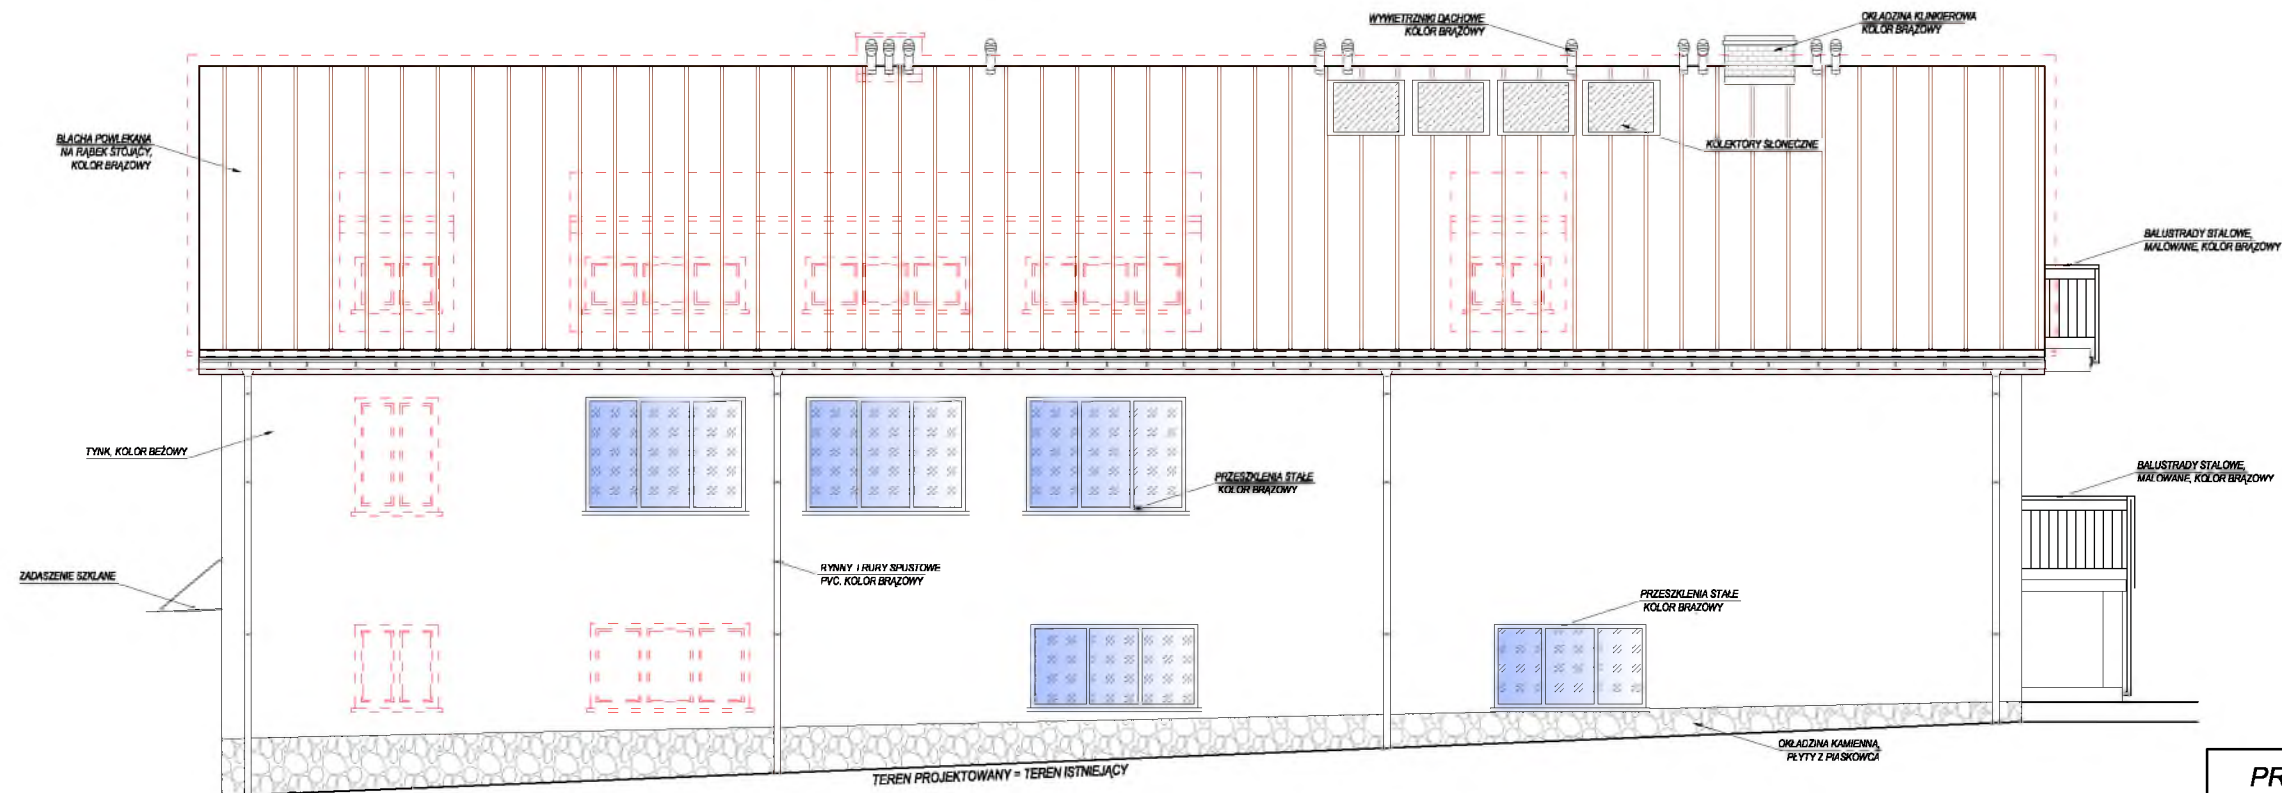 WYWIETRZNIKI DACHOWE
KOLOR BRĄZOWY
OKŁADZINA KLINKIEROWA
KOLOR BRĄZOWY
BLACHA POWLEKANA
NA RĄBEK STOJĄCY,
KOLOR BRĄZOWY
KOLEKTORY SŁONECZNE
BALUSTRADY STALOWE,
MALOWANE, KOLOR BRĄZOWY
TYNK, KOLOR BEŻOWY
PRZESZKLENIA STAŁE
KOLOR BRĄZOWY
BALUSTRADY STALOWE,
MALOWANE, KOLOR BRĄZOWY
ZADASZENIE SZKLANE
RYNNY I RURY SPUSTOWE
PVC, KOLOR BRĄZOWY
PRZESZKLENIA STAŁE
KOLOR BRAZOWY
OKŁADZINA KAMIENNA,
PŁYTY Z PIASKOWCA
TEREN PROJEKTOWANY = TEREN ISTNIEJĄCY
PR